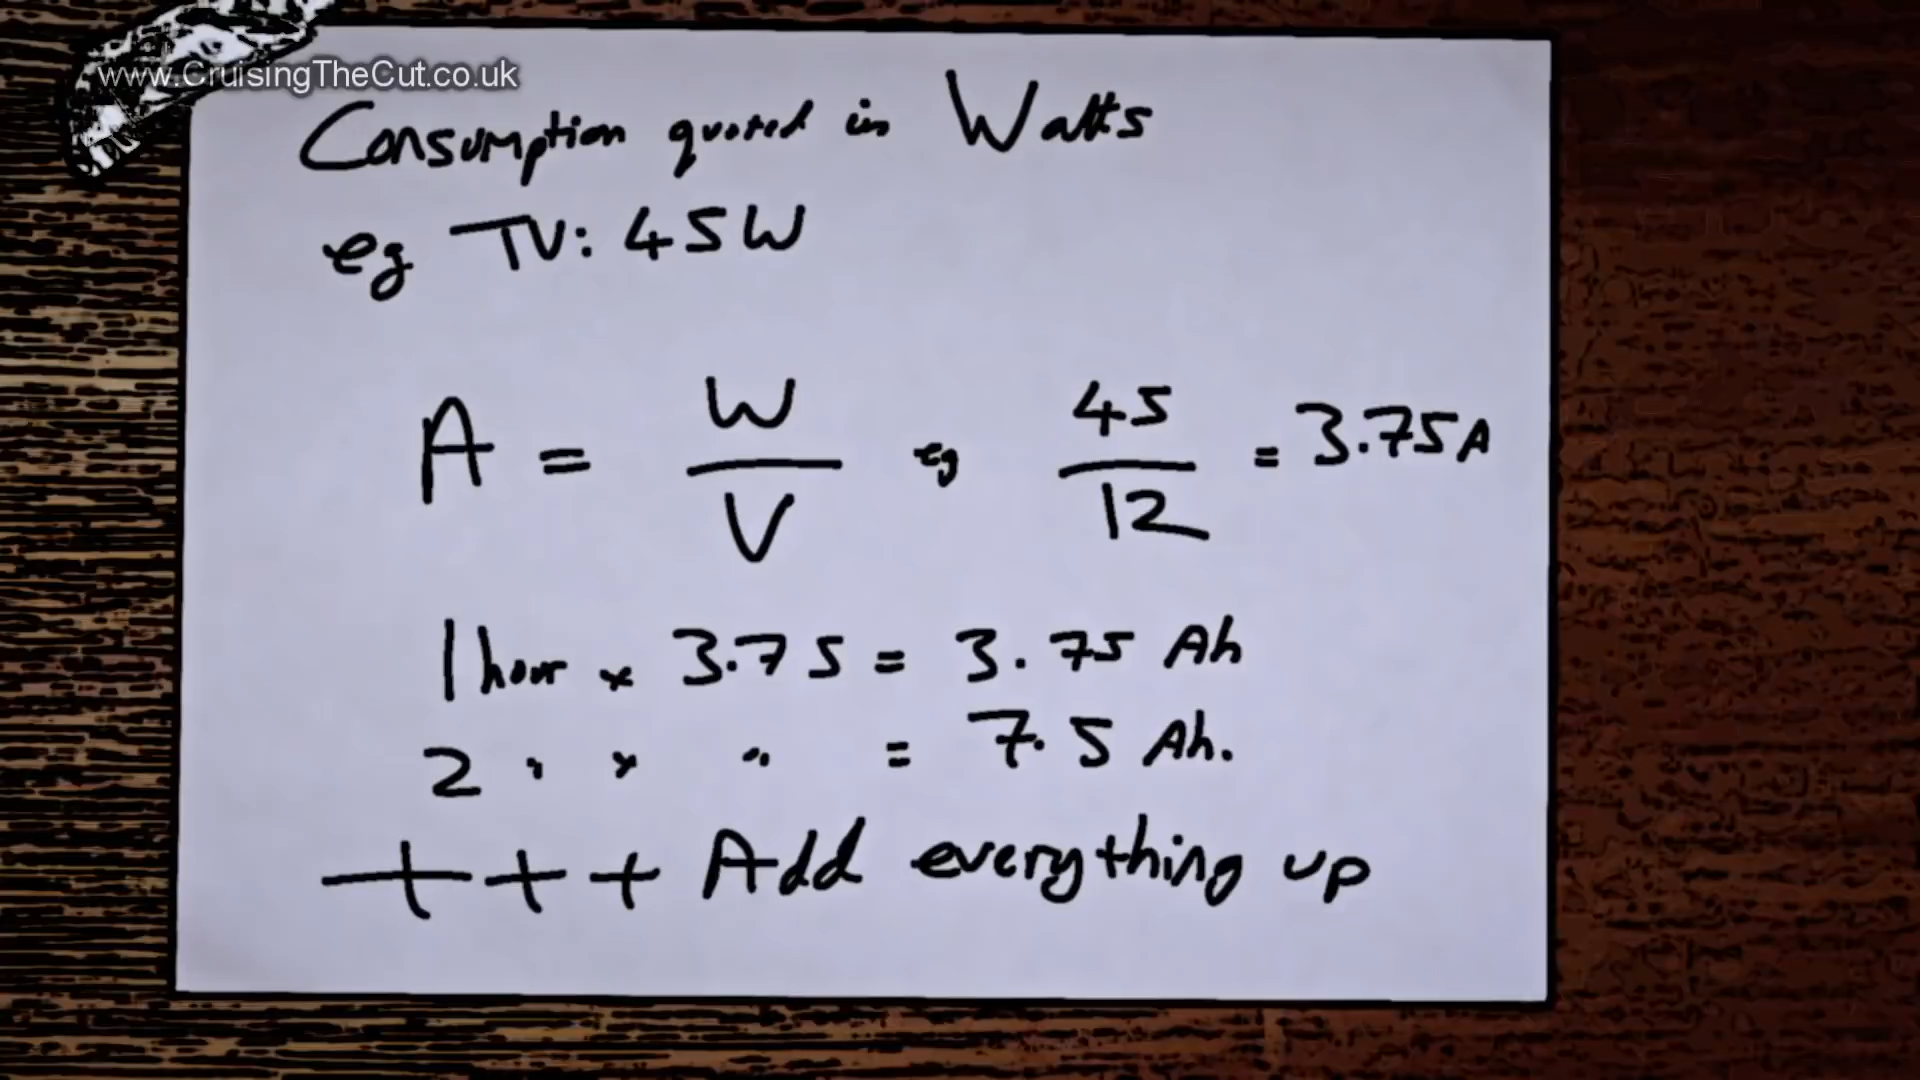 www.CruisingTheCut.co.uk
Consumption quoted in Watts
eg TV: 45W
A = W/V eg 45/12 = 3.75A
1 hour x 3.75 = 3.75 Ah
2 " x " = 7.5 Ah.
+ + + Add everything up